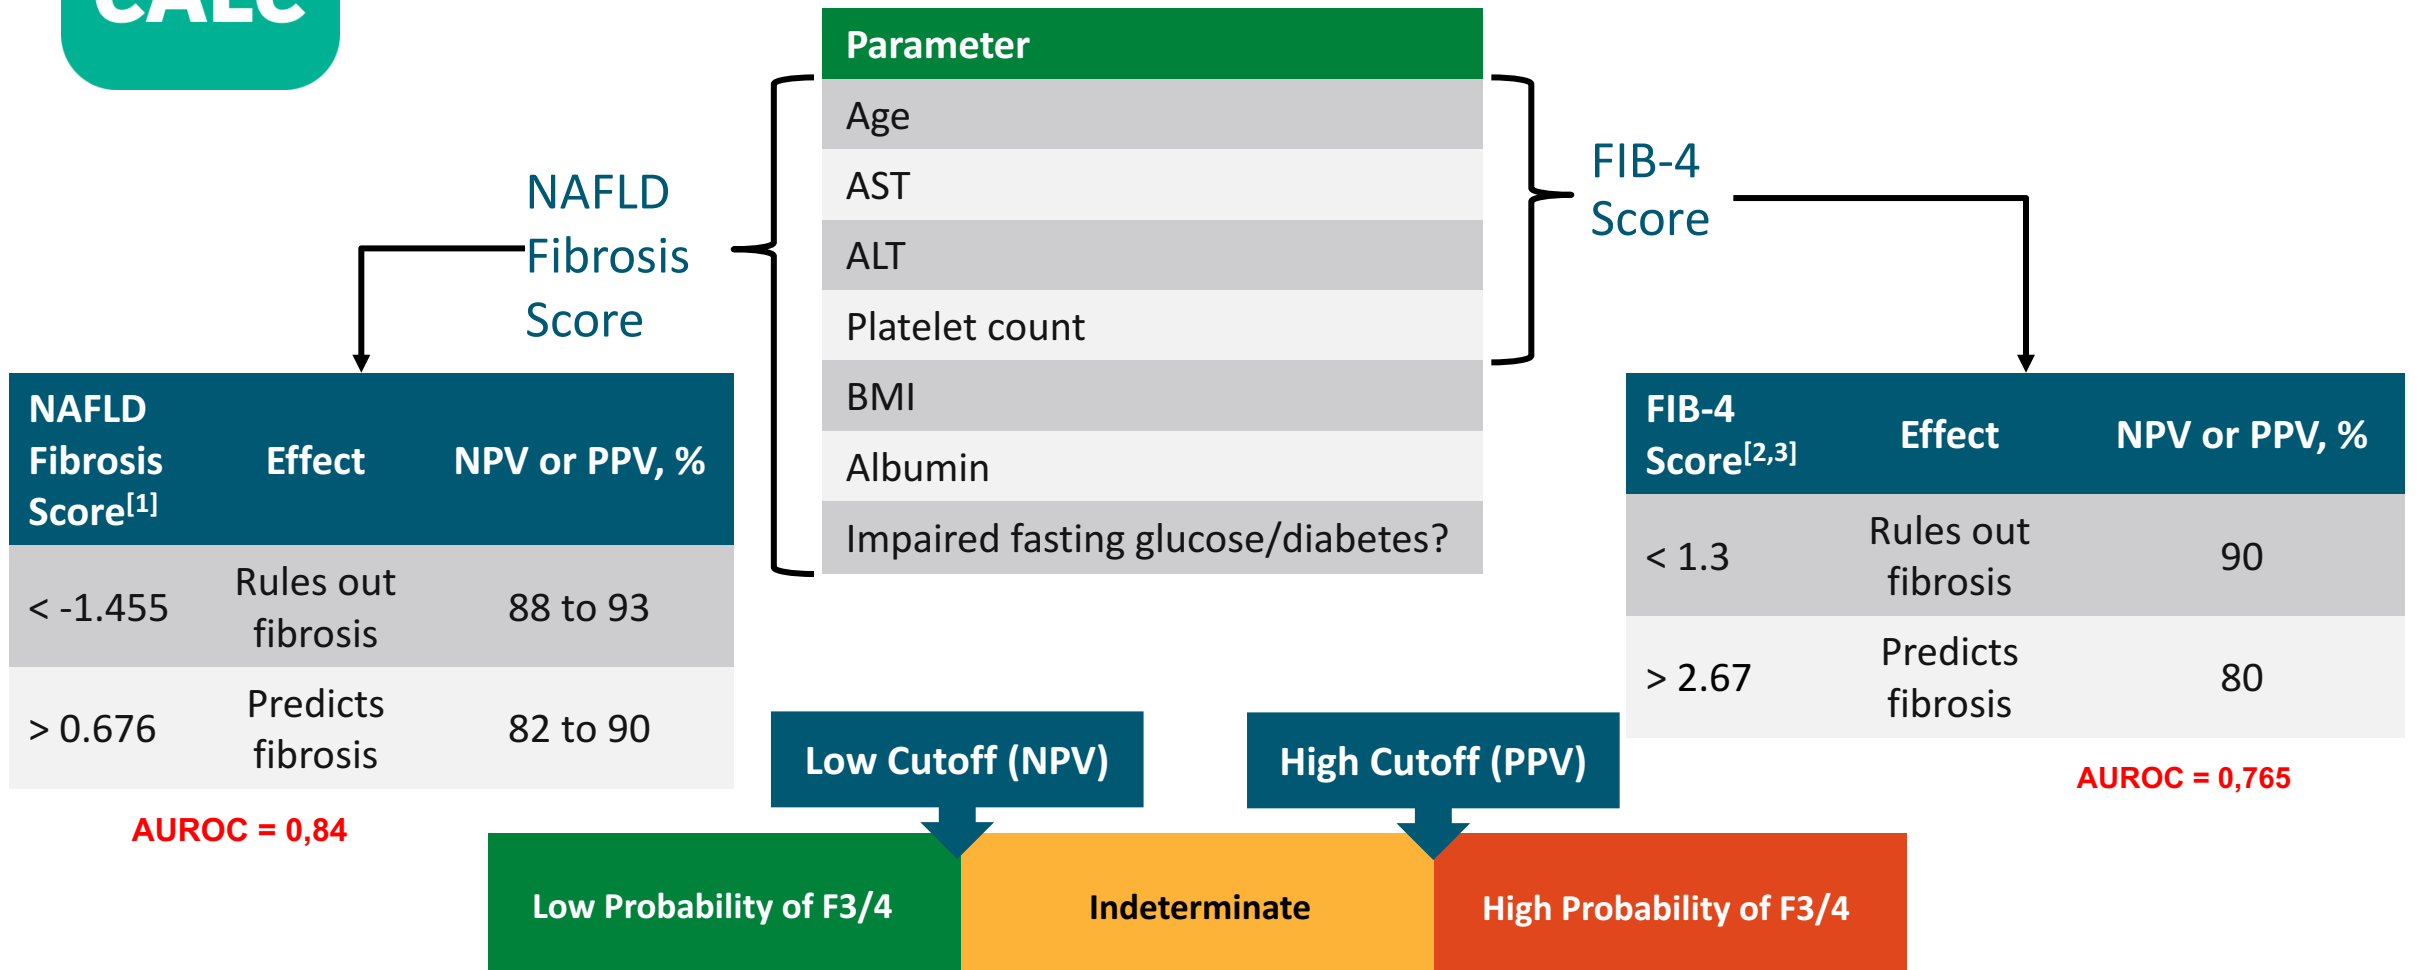 CALC
Parameter
Age
AST
ALT
Platelet count
BMI
Albumin
Impaired fasting glucose/diabetes?
NAFLD
Fibrosis
Score
FIB-4
Score
NAFLD
Fibrosis
Score[1]
Effect
NPV or PPV, %
< -1.455
Rules out
fibrosis
88 to 93
> 0.676
Predicts
fibrosis
82 to 90
AUROC = 0,84
FIB-4
Score[2,3]
Effect
NPV or PPV, %
< 1.3
Rules out
fibrosis
90
> 2.67
Predicts
fibrosis
80
AUROC = 0,765
Low Cutoff (NPV)
High Cutoff (PPV)
Low Probability of F3/4
Indeterminate
High Probability of F3/4